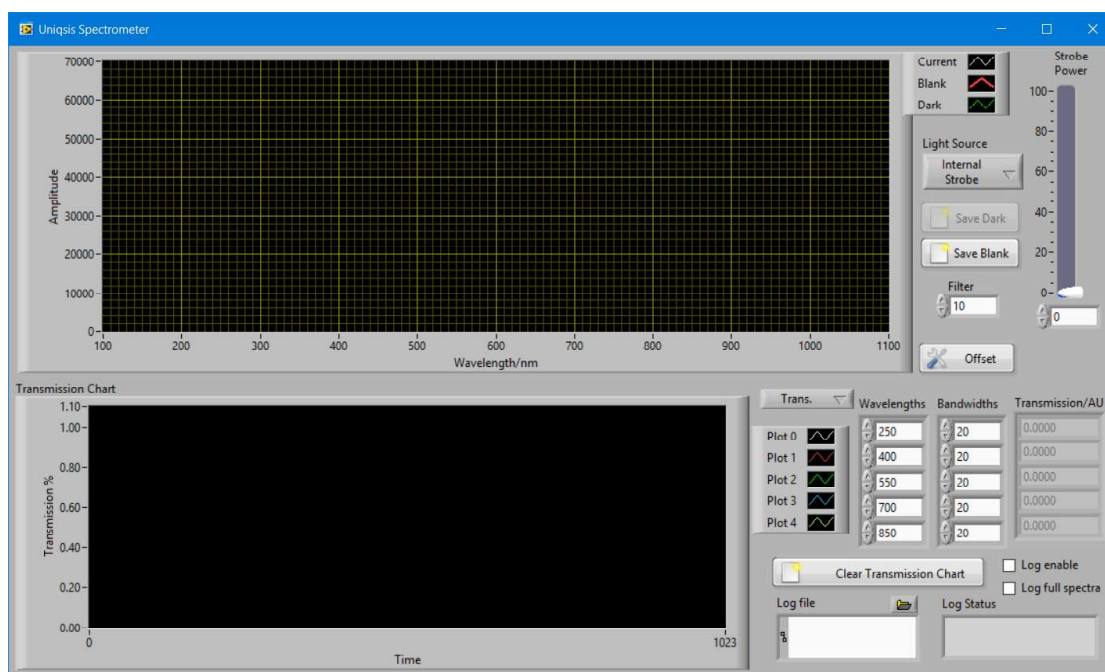 Uniqsis Spectrometer
70000
60000
50000
40000
30000
20000
10000
0
Amplitude
100 200 300 400 500 600 700 800 900 1000 1100
Wavelength/nm
Current
Blank
Dark
Strobe
Power
100
80
60
40
20
0
0
Light Source
Internal
Strobe
Save Dark
Save Blank
Filter
10
Offset
Transmission Chart
1.10
1.00
0.80
0.60
0.40
0.20
0.00
Transmission %
0 1023
Time
Trans.
Plot 0
Plot 1
Plot 2
Plot 3
Plot 4
Wavelengths Bandwidths Transmission/AU
250 20 0.0000
400 20 0.0000
550 20 0.0000
700 20 0.0000
850 20 0.0000
Clear Transmission Chart
Log enable
Log full spectra
Log file
Log Status